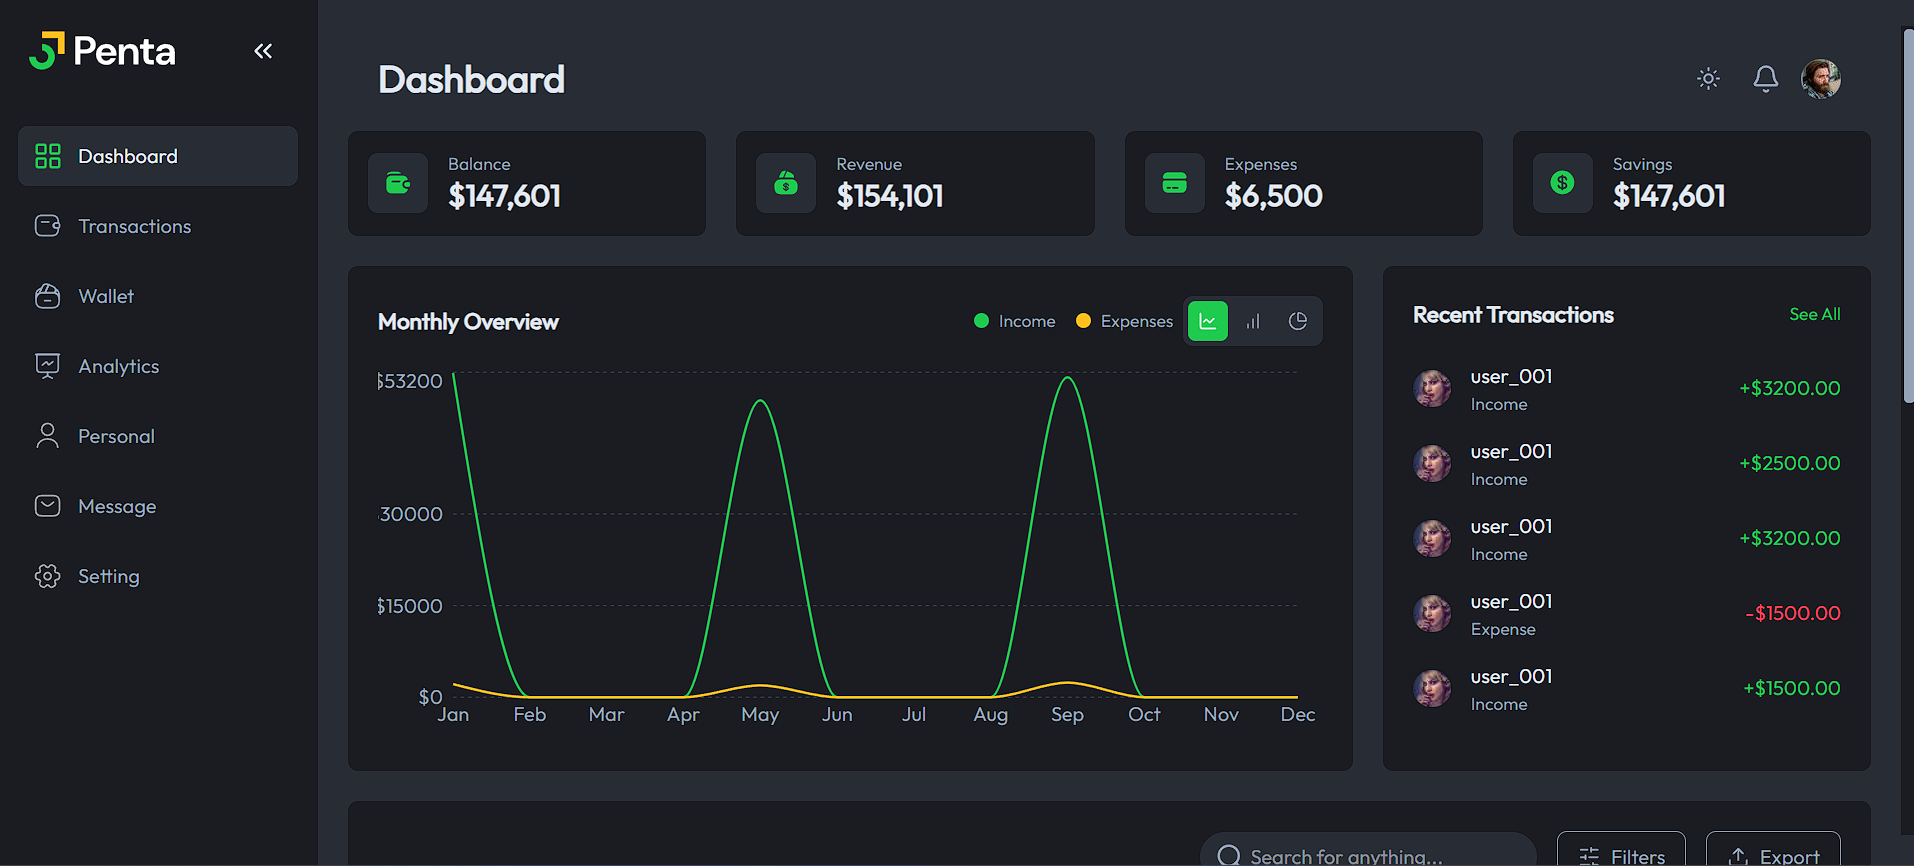 Penta
Dashboard
Transactions
Wallet
Analytics
Personal
Message
Setting
Dashboard
Balance
$147,601
Revenue
$154,101
Expenses
$6,500
Savings
$147,601
Monthly Overview
Income
Expenses
$53200
30000
$15000
$0
Jan Feb Mar Apr May Jun Jul Aug Sep Oct Nov Dec
Recent Transactions
See All
user_001
Income
+$3200.00
user_001
Income
+$2500.00
user_001
Income
+$3200.00
user_001
Expense
-$1500.00
user_001
Income
+$1500.00
Search for anything...
Filters
Export